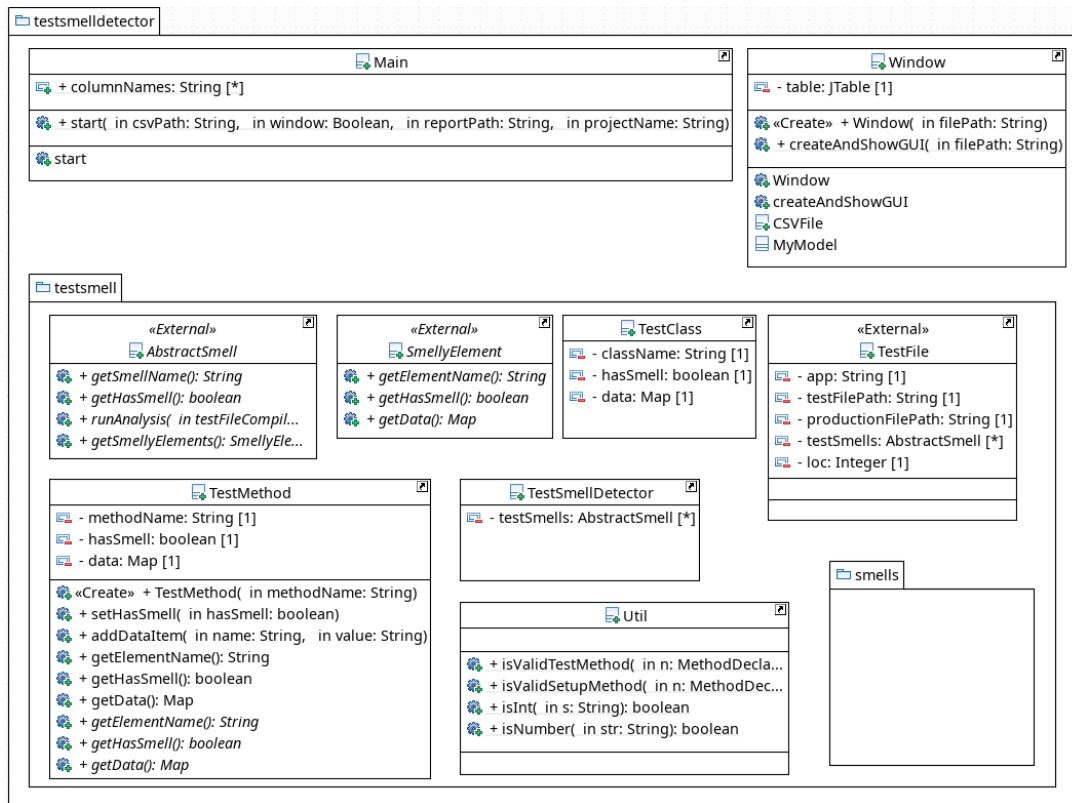 testsmelldetector
Main
+ columnNames: String [*]
+ start( in csvPath: String, in window: Boolean, in reportPath: String, in projectName: String)
start
Window
- table: JTable [1]
«Create» + Window( in filePath: String)
+ createAndShowGUI( in filePath: String)
Window
createAndShowGUI
CSVFile
MyModel
testsmell
«External»
AbstractSmell
+ getSmellName(): String
+ getHasSmell(): boolean
+ runAnalysis( in testFileCompil...
+ getSmellyElements(): SmellyEle...
«External»
SmellyElement
+ getElementName(): String
+ getHasSmell(): boolean
+ getData(): Map
TestClass
- className: String [1]
- hasSmell: boolean [1]
- data: Map [1]
«External»
TestFile
- app: String [1]
- testFilePath: String [1]
- productionFilePath: String [1]
- testSmells: AbstractSmell [*]
- loc: Integer [1]
TestMethod
- methodName: String [1]
- hasSmell: boolean [1]
- data: Map [1]
«Create» + TestMethod( in methodName: String)
+ setHasSmell( in hasSmell: boolean)
+ addDataItem( in name: String, in value: String)
+ getElementName(): String
+ getHasSmell(): boolean
+ getData(): Map
+ getElementName(): String
+ getHasSmell(): boolean
+ getData(): Map
TestSmellDetector
- testSmells: AbstractSmell [*]
Util
+ isValidTestMethod( in n: MethodDecla...
+ isValidSetupMethod( in n: MethodDec...
+ isInt( in s: String): boolean
+ isNumber( in str: String): boolean
smells